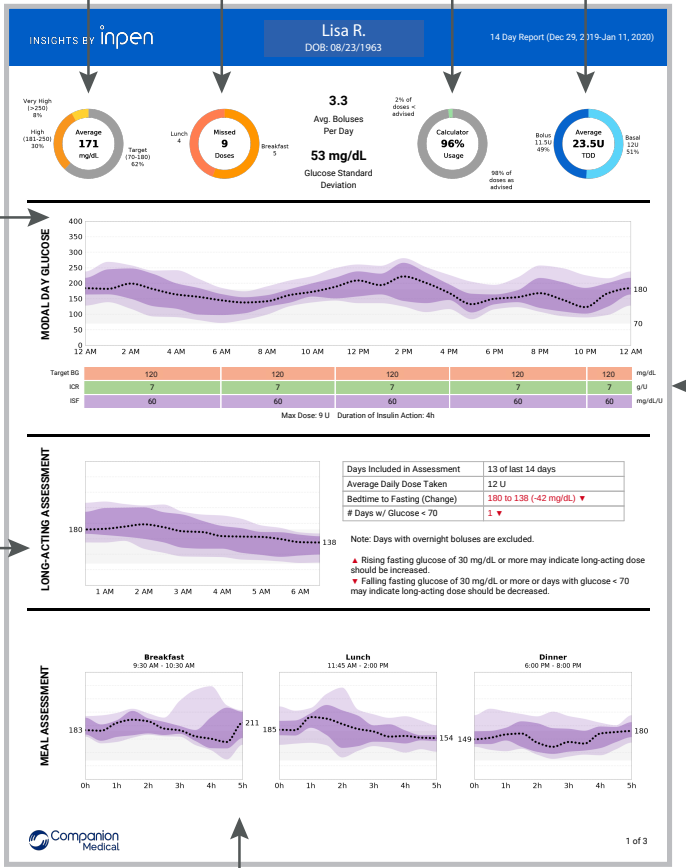 INSIGHTS BY inpen
Lisa R.
DOB: 08/23/1963
14 Day Report (Dec 29, 2019-Jan 11, 2020)
Very High
(>250)
8%
High
(181-250)
30%
Average
171
mg/dL
Target
(70-180)
62%
Lunch
4
Missed
9
Doses
Breakfast
5
3.3
Avg. Boluses
Per Day
53 mg/dL
Glucose Standard
Deviation
2% of
doses <
advised
Calculator
96%
Usage
98% of
doses as
advised
Bolus
11.5U
49%
Average
23.5U
TDD
Basal
12U
51%
MODAL DAY GLUCOSE
400
350
300
250
200
150
100
50
0
180
70
12 AM 2 AM 4 AM 6 AM 8 AM 10 AM 12 PM 2 PM 4 PM 6 PM 8 PM 10 PM 12 AM
Target BG 120 120 120 120 120 mg/dL
ICR 7 7 7 7 7 g/U
ISF 60 60 60 60 60 mg/dL/U
Max Dose: 9 U Duration of Insulin Action: 4h
LONG-ACTING ASSESSMENT
180
138
1 AM 2 AM 3 AM 4 AM 5 AM 6 AM
Days Included in Assessment 13 of last 14 days
Average Daily Dose Taken 12 U
Bedtime to Fasting (Change) 180 to 138 (-42 mg/dL) ▼
# Days w/ Glucose < 70 1 ▼
Note: Days with overnight boluses are excluded.
▲ Rising fasting glucose of 30 mg/dL or more may indicate long-acting dose
should be increased.
▼ Falling fasting glucose of 30 mg/dL or more or days with glucose < 70
may indicate long-acting dose should be decreased.
MEAL ASSESSMENT
Breakfast
9:30 AM - 10:30 AM
183
211
0h 1h 2h 3h 4h 5h
Lunch
11:45 AM - 2:00 PM
185
154
0h 1h 2h 3h 4h 5h
Dinner
6:00 PM - 8:00 PM
149
180
0h 1h 2h 3h 4h 5h
Companion
Medical
1 of 3